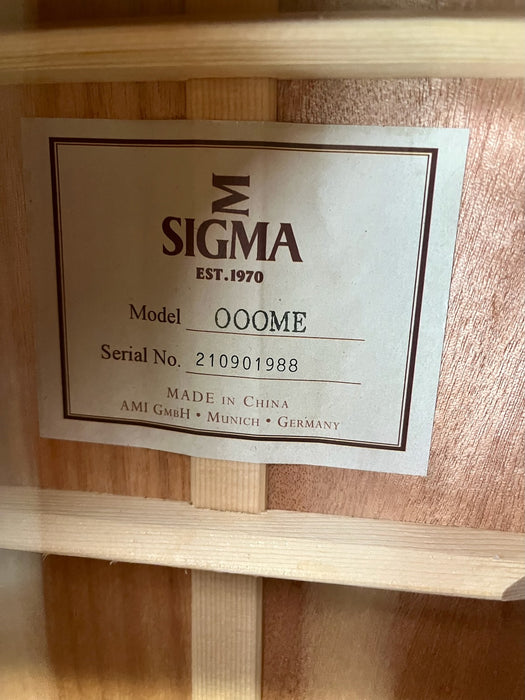 SIGMA
EST.1970
Model OOOME
Serial No. 210901988
MADE IN CHINA
AMI GMBH • MUNICH • GERMANY